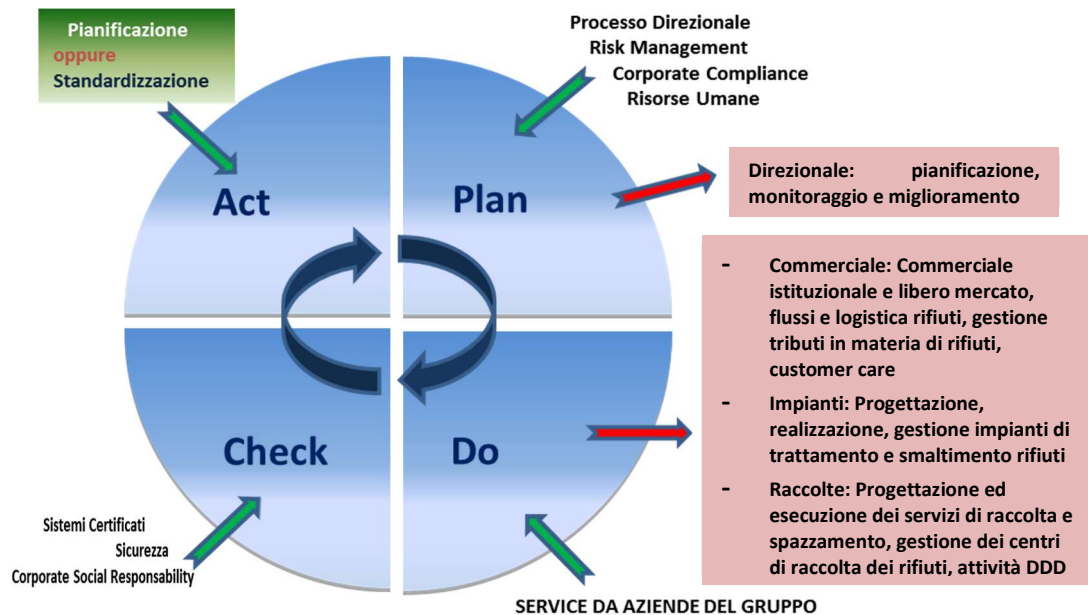 Pianificazione
oppure
Standardizzazione
Processo Direzionale
Risk Management
Corporate Compliance
Risorse Umane
Act
Plan
Direzionale: pianificazione,
monitoraggio e miglioramento
- Commerciale: Commerciale
istituzionale e libero mercato,
flussi e logistica rifiuti, gestione
tributi in materia di rifiuti,
customer care
- Impianti: Progettazione,
realizzazione, gestione impianti di
trattamento e smaltimento rifiuti
- Raccolte: Progettazione ed
esecuzione dei servizi di raccolta e
spazzamento, gestione dei centri
di raccolta dei rifiuti, attività DDD
Check
Do
Sistemi Certificati
Sicurezza
Corporate Social Responsability
SERVICE DA AZIENDE DEL GRUPPO